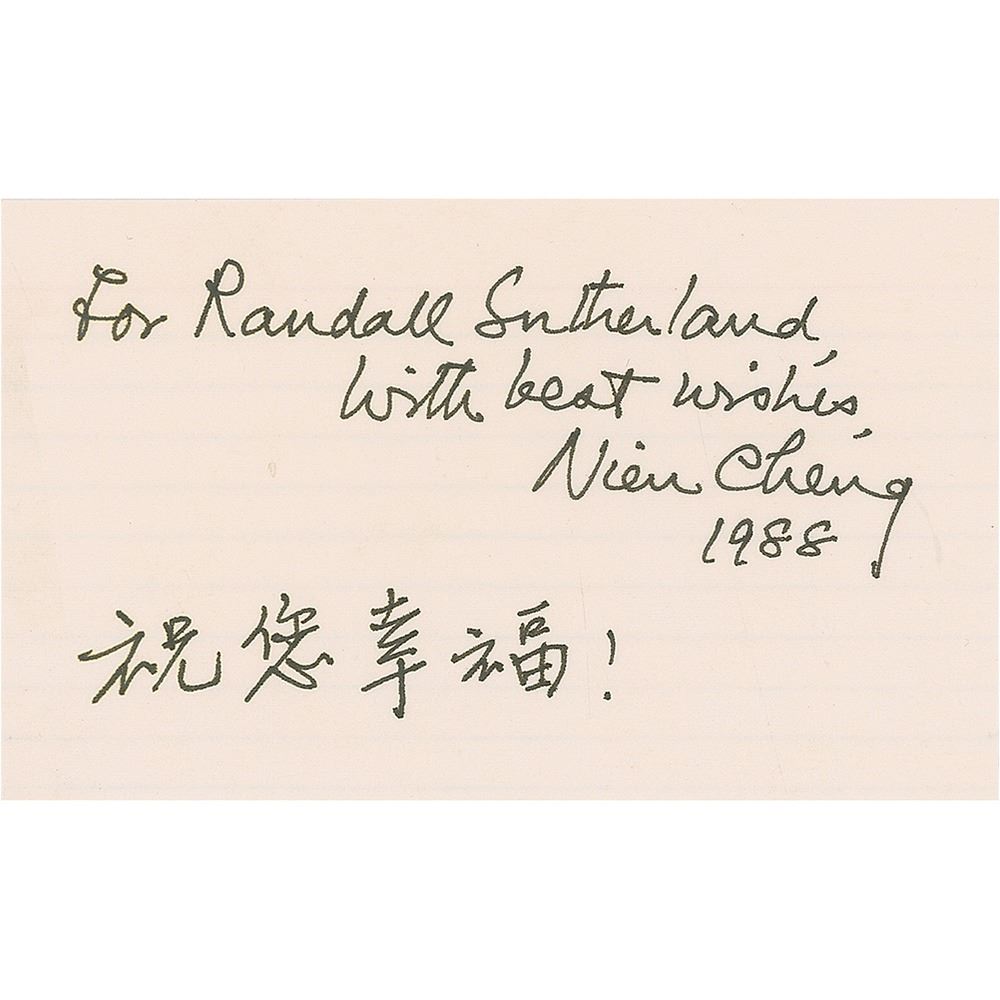 For Randall Sutherland,
With best wishes,
Nien Cheng
1988
祝您幸福!